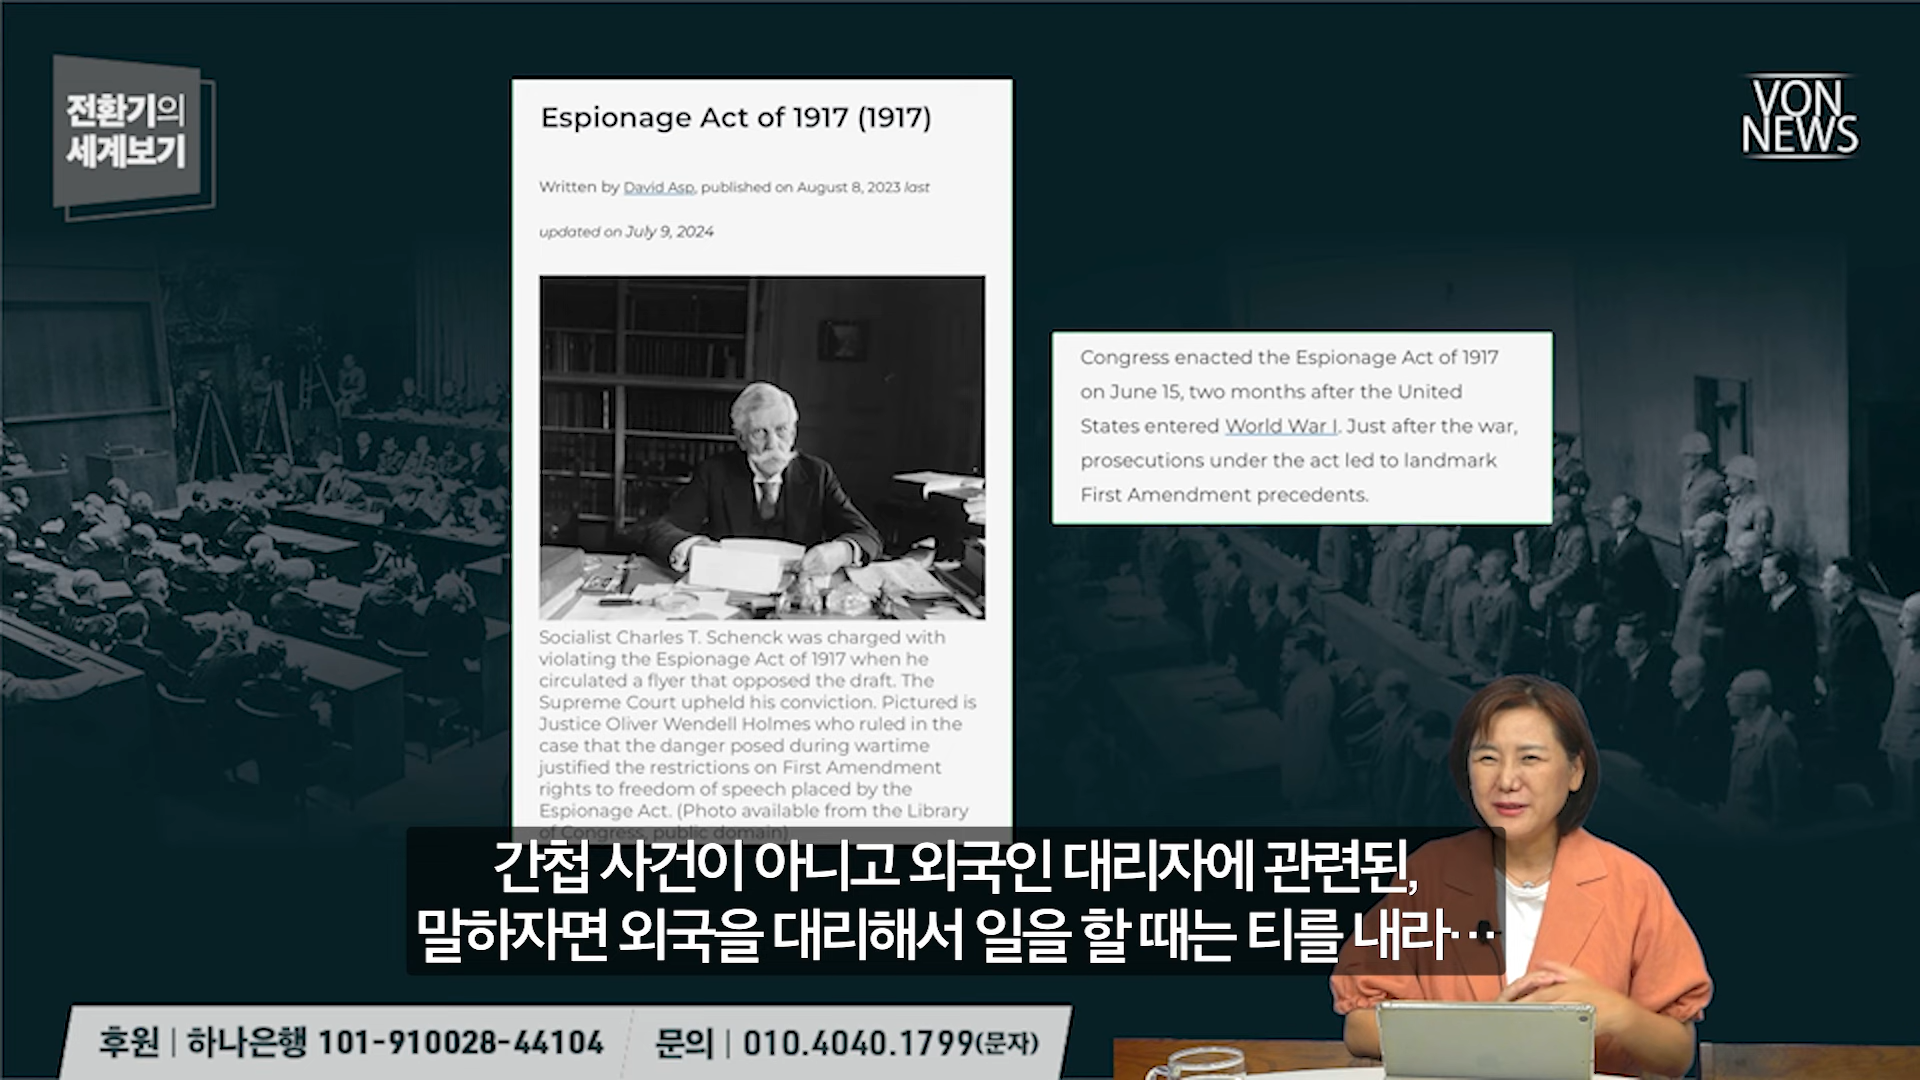 전환기의
세계보기
VON
NEWS
Espionage Act of 1917 (1917)
Written by David Asp, published on August 8, 2023 last
updated on July 9, 2024
Socialist Charles T. Schenck was charged with
violating the Espionage Act of 1917 when he
circulated a flyer that opposed the draft. The
Supreme Court upheld his conviction. Pictured is
Justice Oliver Wendell Holmes who ruled in the
case that the danger posed during wartime
justified the restrictions on First Amendment
rights to freedom of speech placed by the
Espionage Act. (Photo available from the Library
of Congress, public domain)
Congress enacted the Espionage Act of 1917
on June 15, two months after the United
States entered World War I. Just after the war,
prosecutions under the act led to landmark
First Amendment precedents.
간첩 사건이 아니고 외국인 대리자에 관련된,
말하자면 외국을 대리해서 일을 할 때는 티를 내라…
후원 | 하나은행 101-910028-44104 문의 | 010.4040.1799(문자)